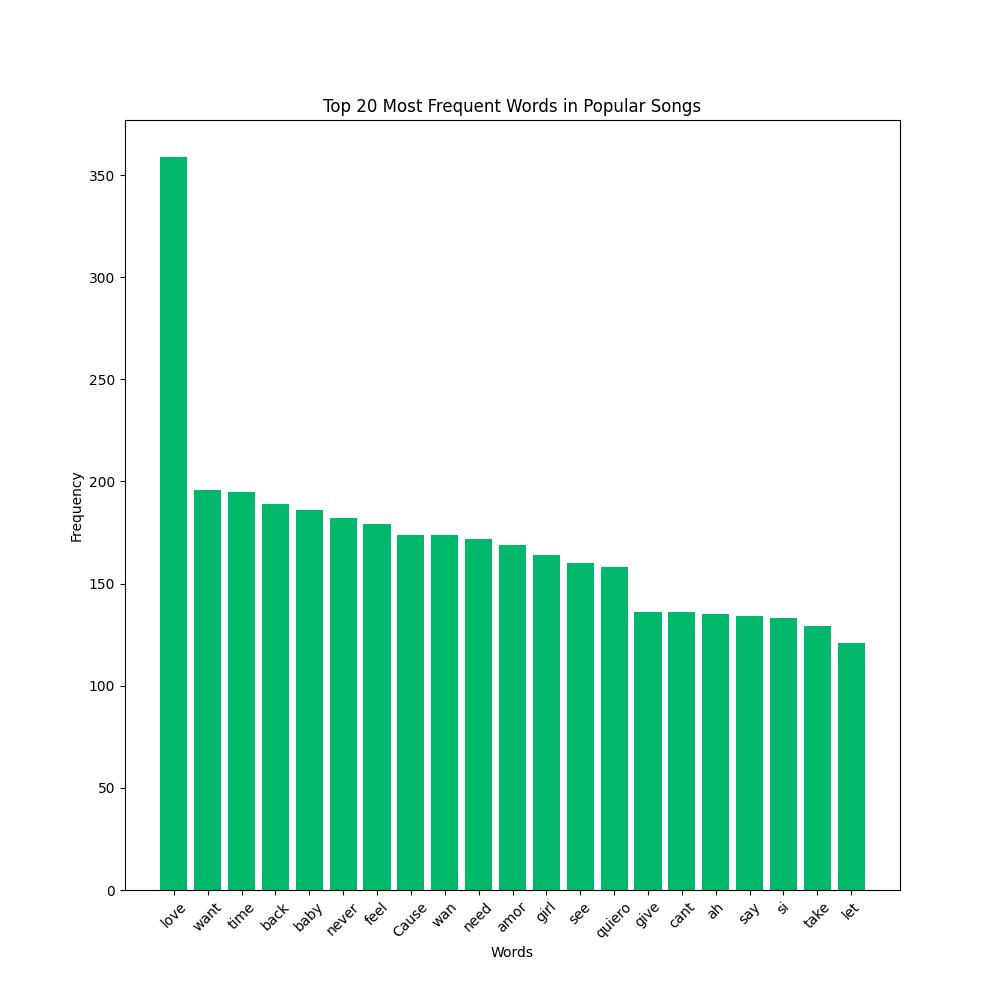 Top 20 Most Frequent Words in Popular Songs
350
300
250
200
150
100
50
0
Frequency
love want time back baby never feel Cause wan need amor girl see quiero give cant ah say si take let
Words